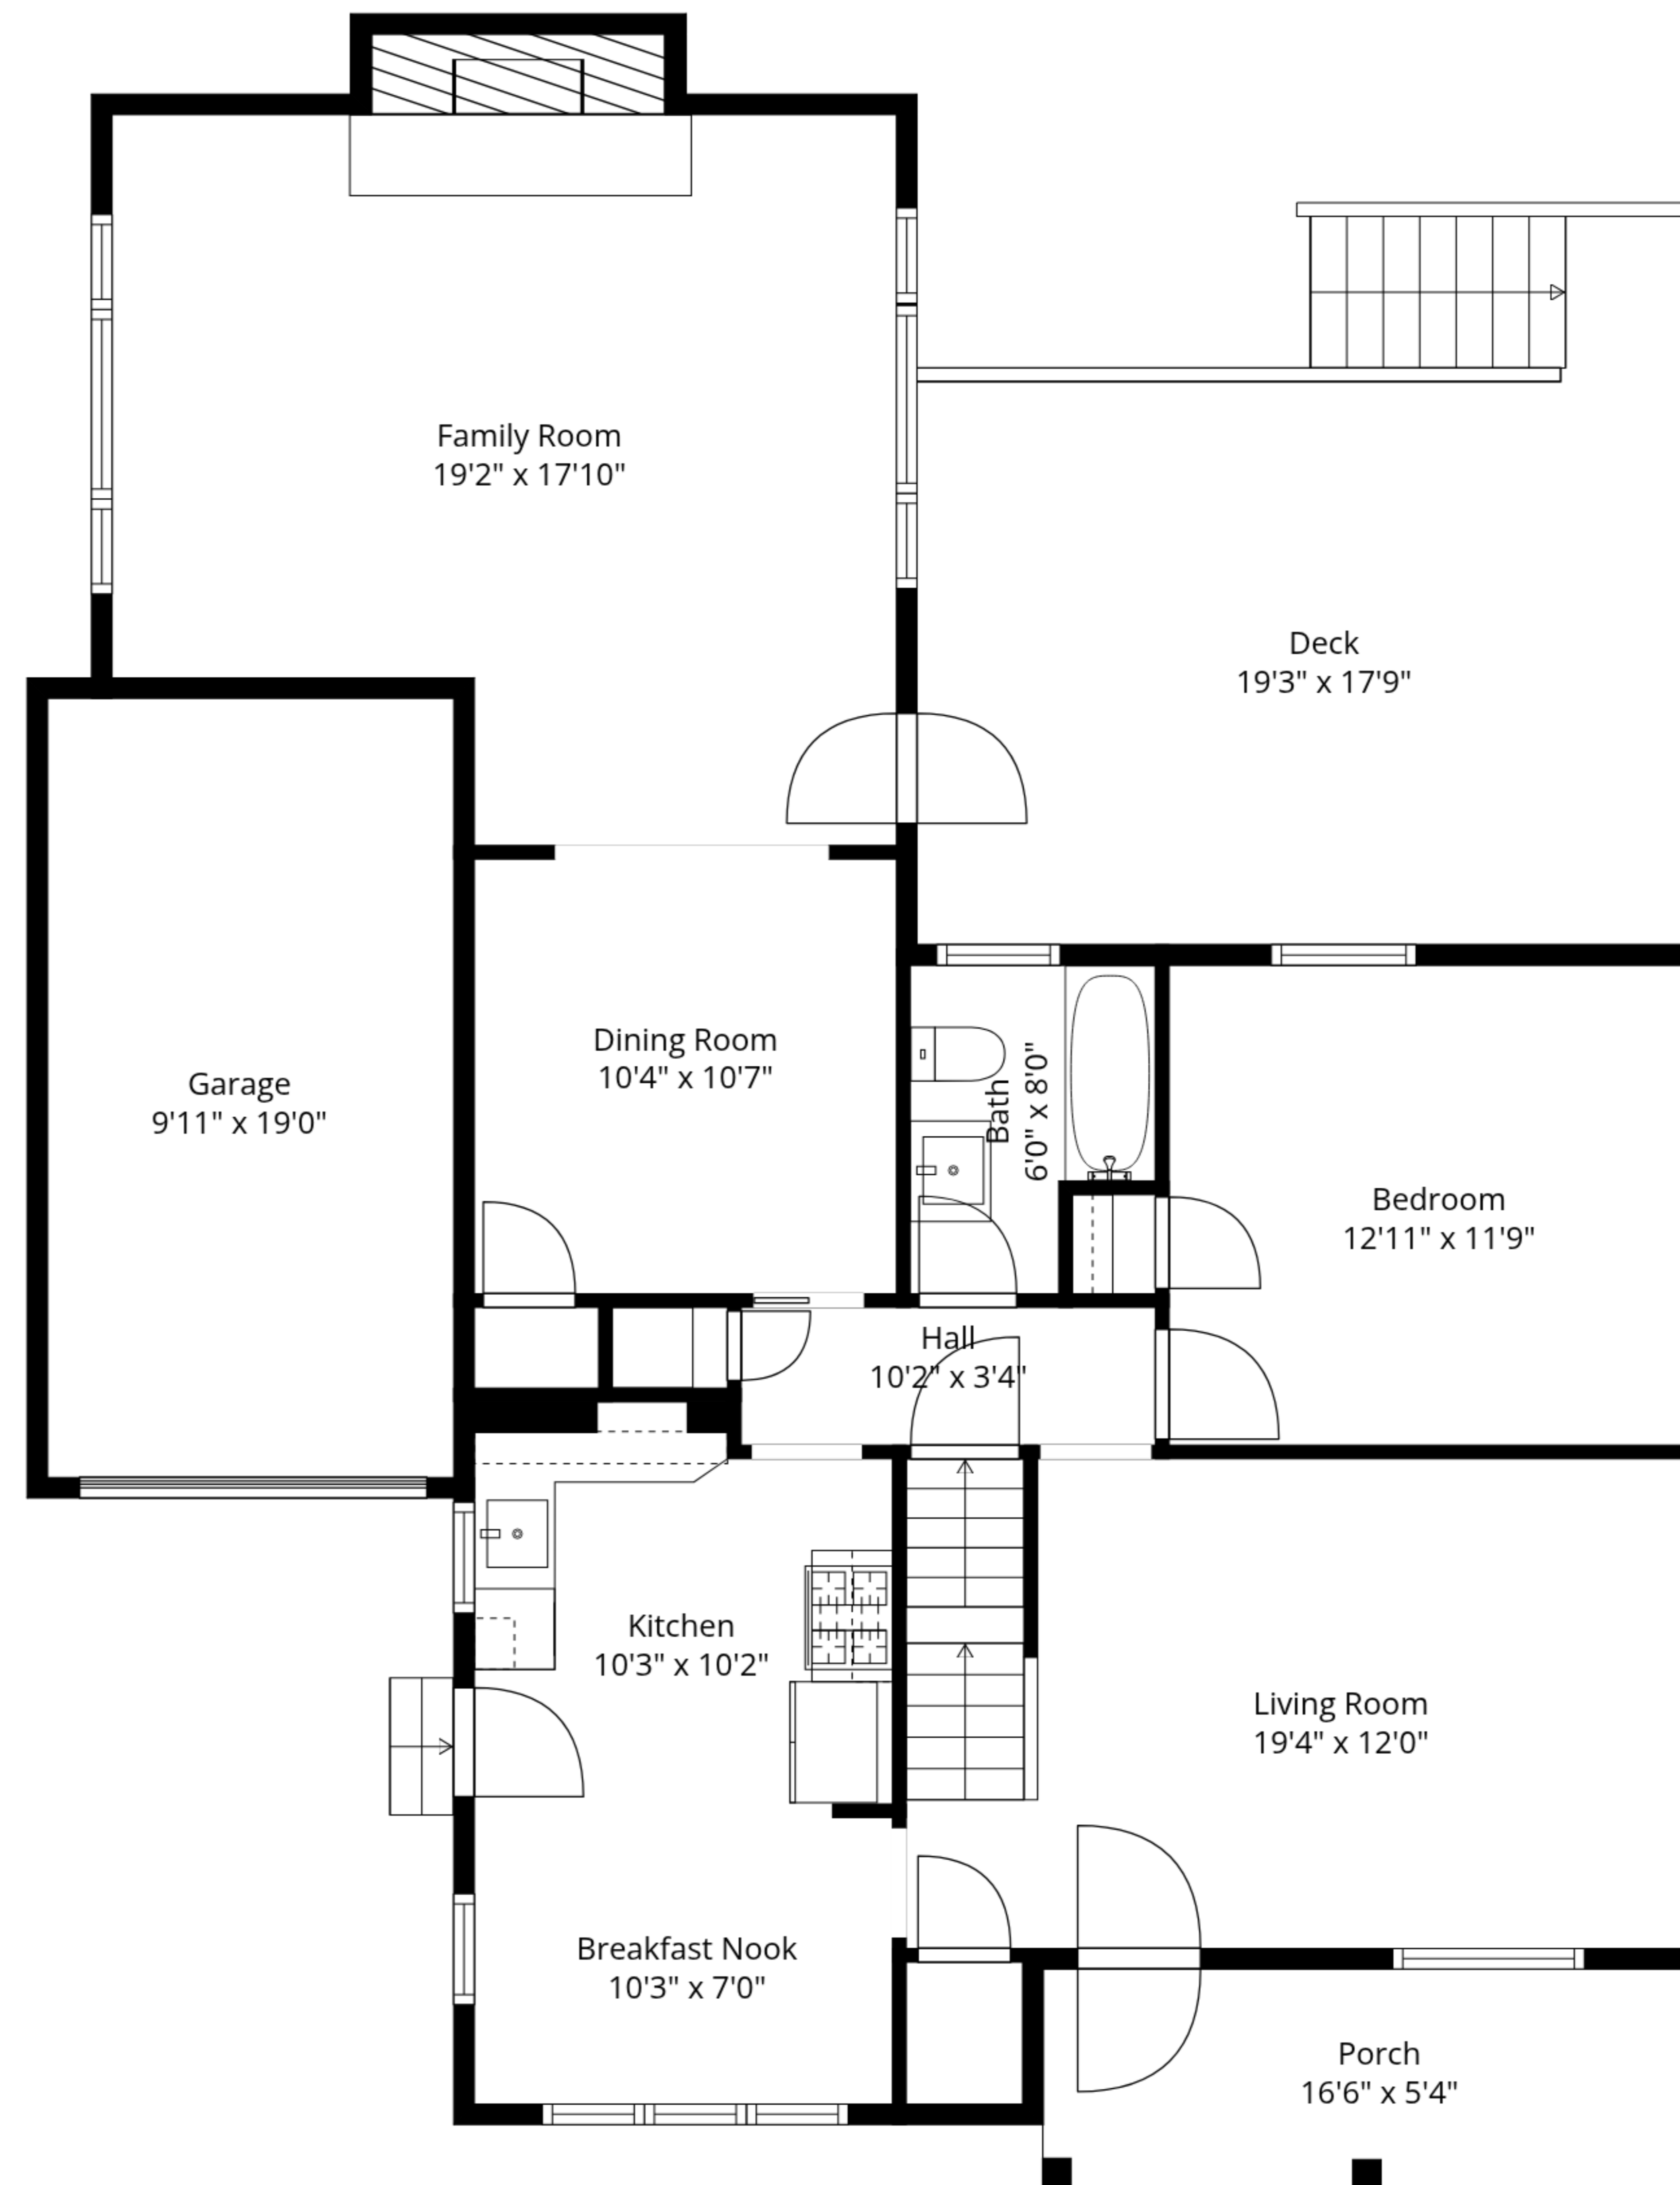 Family Room
19'2" x 17'10"
Deck
19'3" x 17'9"
Dining Room
10'4" x 10'7"
Garage
9'11" x 19'0"
Bath
6'0" x 8'0"
Bedroom
12'11" x 11'9"
Hall
10'2" x 3'4"
Kitchen
10'3" x 10'2"
Living Room
19'4" x 12'0"
Breakfast Nook
10'3" x 7'0"
Porch
16'6" x 5'4"